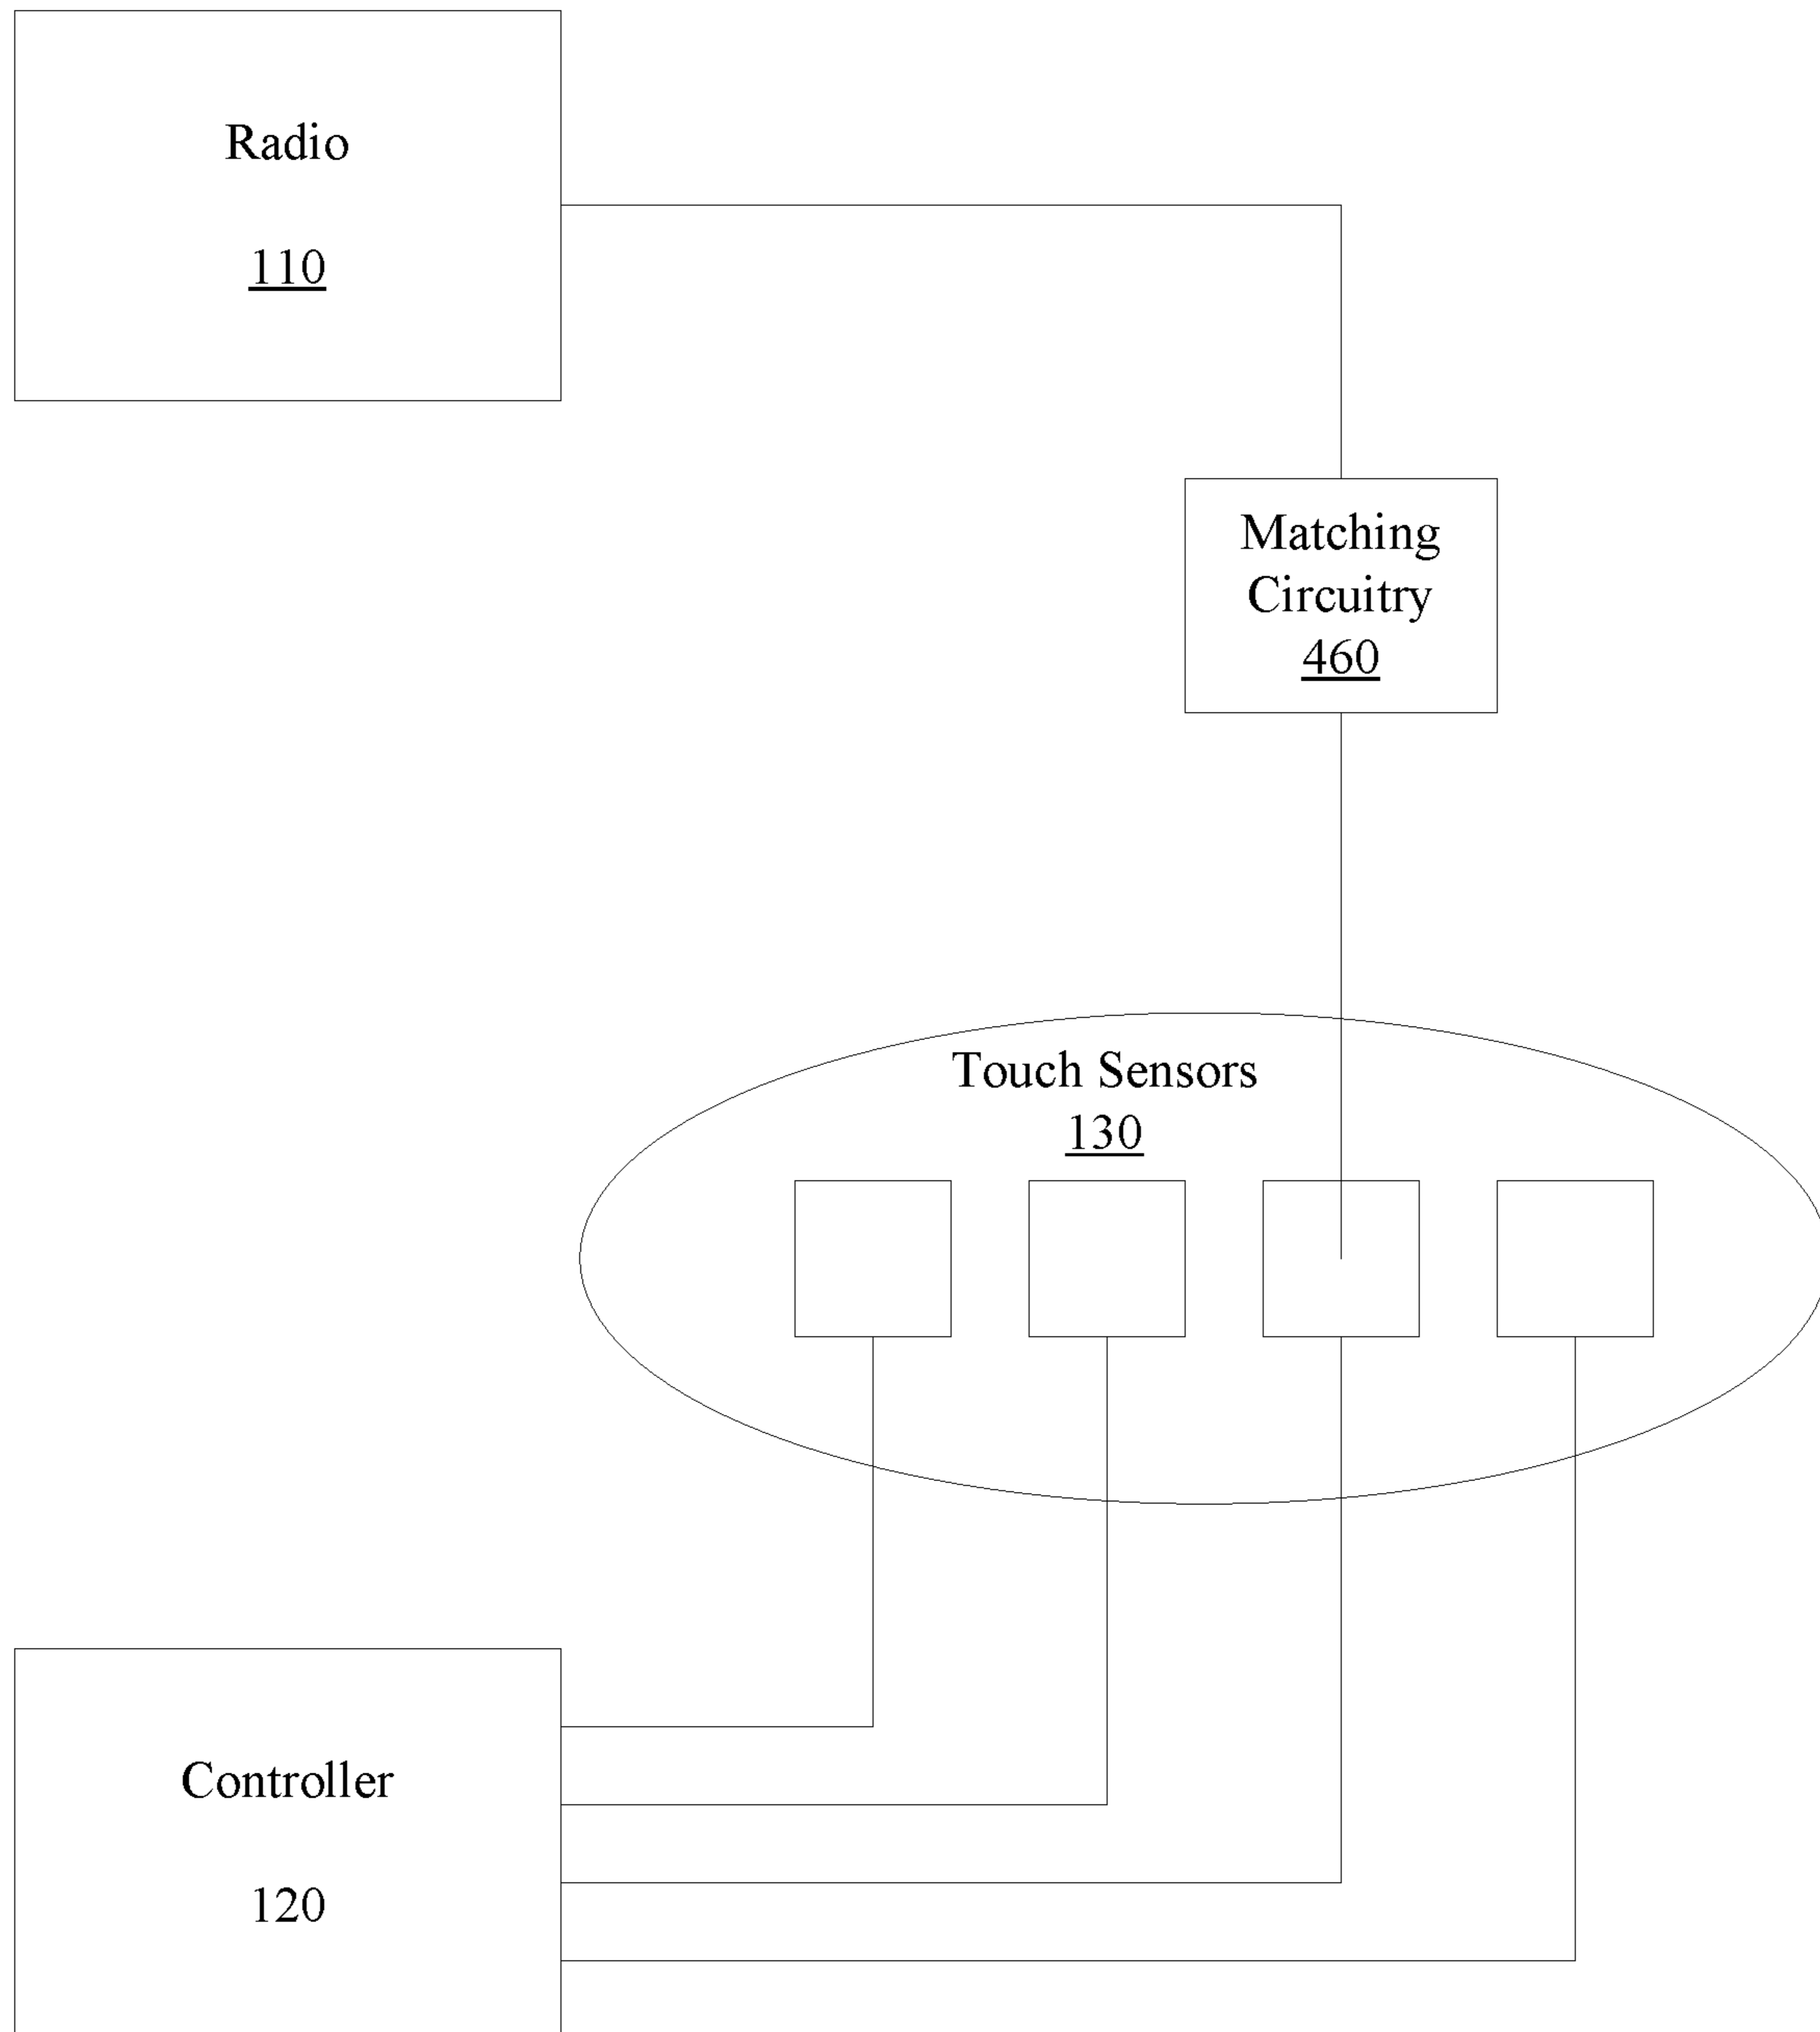 Radio
110
Matching
Circuitry
460
Touch Sensors
130
Controller
120